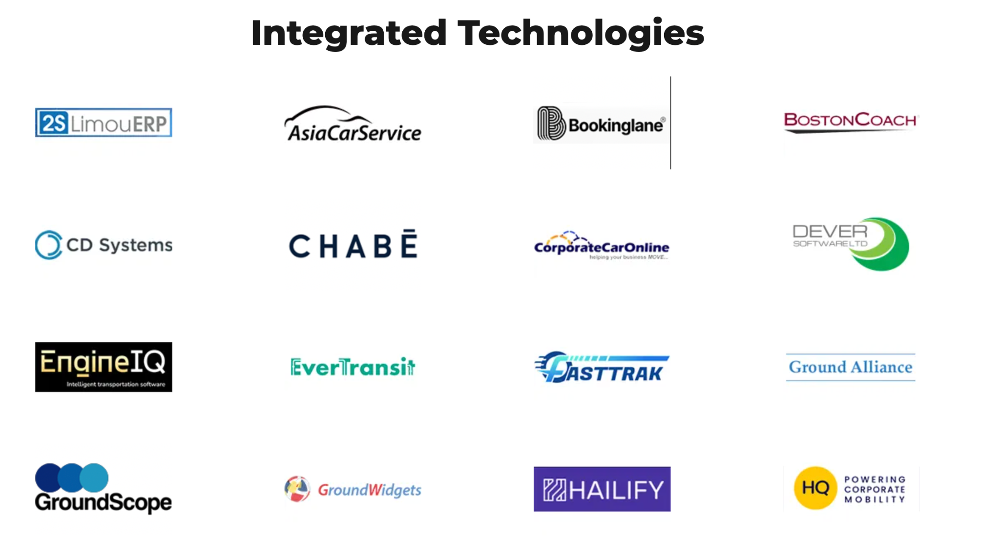 Integrated Technologies
2S LimouERP
AsiaCarService
Bookinglane®
BOSTONCOACH
CD Systems
CHABĒ
CorporateCarOnline
helping your business MOVE...
DEVER
SOFTWARE LTD
EngineIQ
Intelligent transportation software
EverTransit
FASTTRAK
Ground Alliance
GroundScope
GroundWidgets
HAILIFY
HQ
POWERING
CORPORATE
MOBILITY